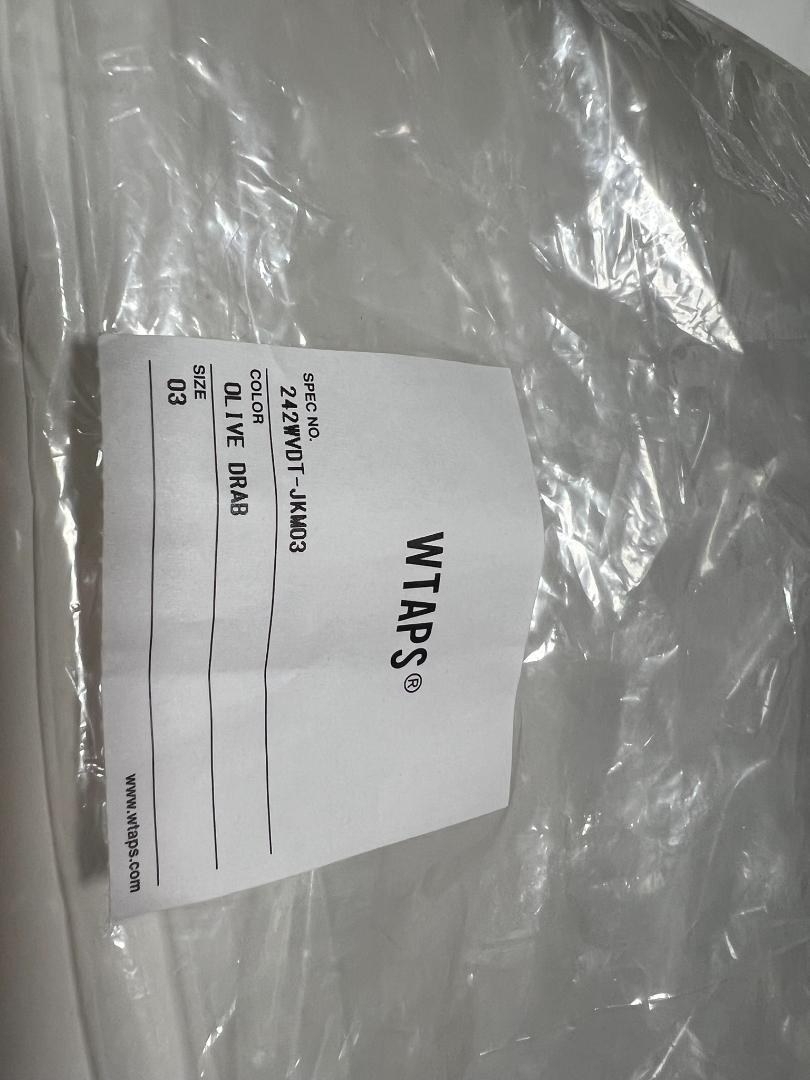 WTAPS®
SPEC NO.
242WVDT-JKM03
COLOR
OLIVE DRAB
SIZE
03
www.wtaps.com